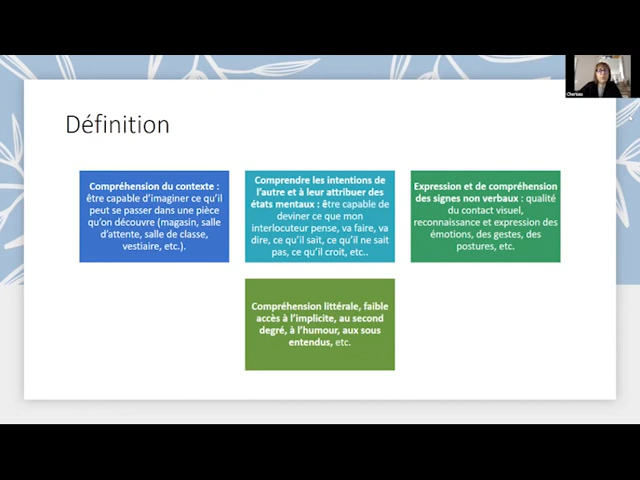 Définition
Compréhension du contexte :
être capable d'imaginer ce qu'il
peut se passer dans une pièce
qu'on découvre (magasin, salle
d'attente, salle de classe,
vestiaire, etc.).
Comprendre les intentions de
l'autre et à leur attribuer des
états mentaux : être capable de
deviner ce que mon
interlocuteur pense, va faire, va
dire, ce qu'il sait, ce qu'il ne sait
pas, ce qu'il croit, etc..
Expression et de compréhension
des signes non verbaux : qualité
du contact visuel,
reconnaissance et expression des
émotions, des gestes, des
postures, etc.
Compréhension littérale, faible
accès à l'implicite, au second
degré, à l'humour, aux sous
entendus, etc.